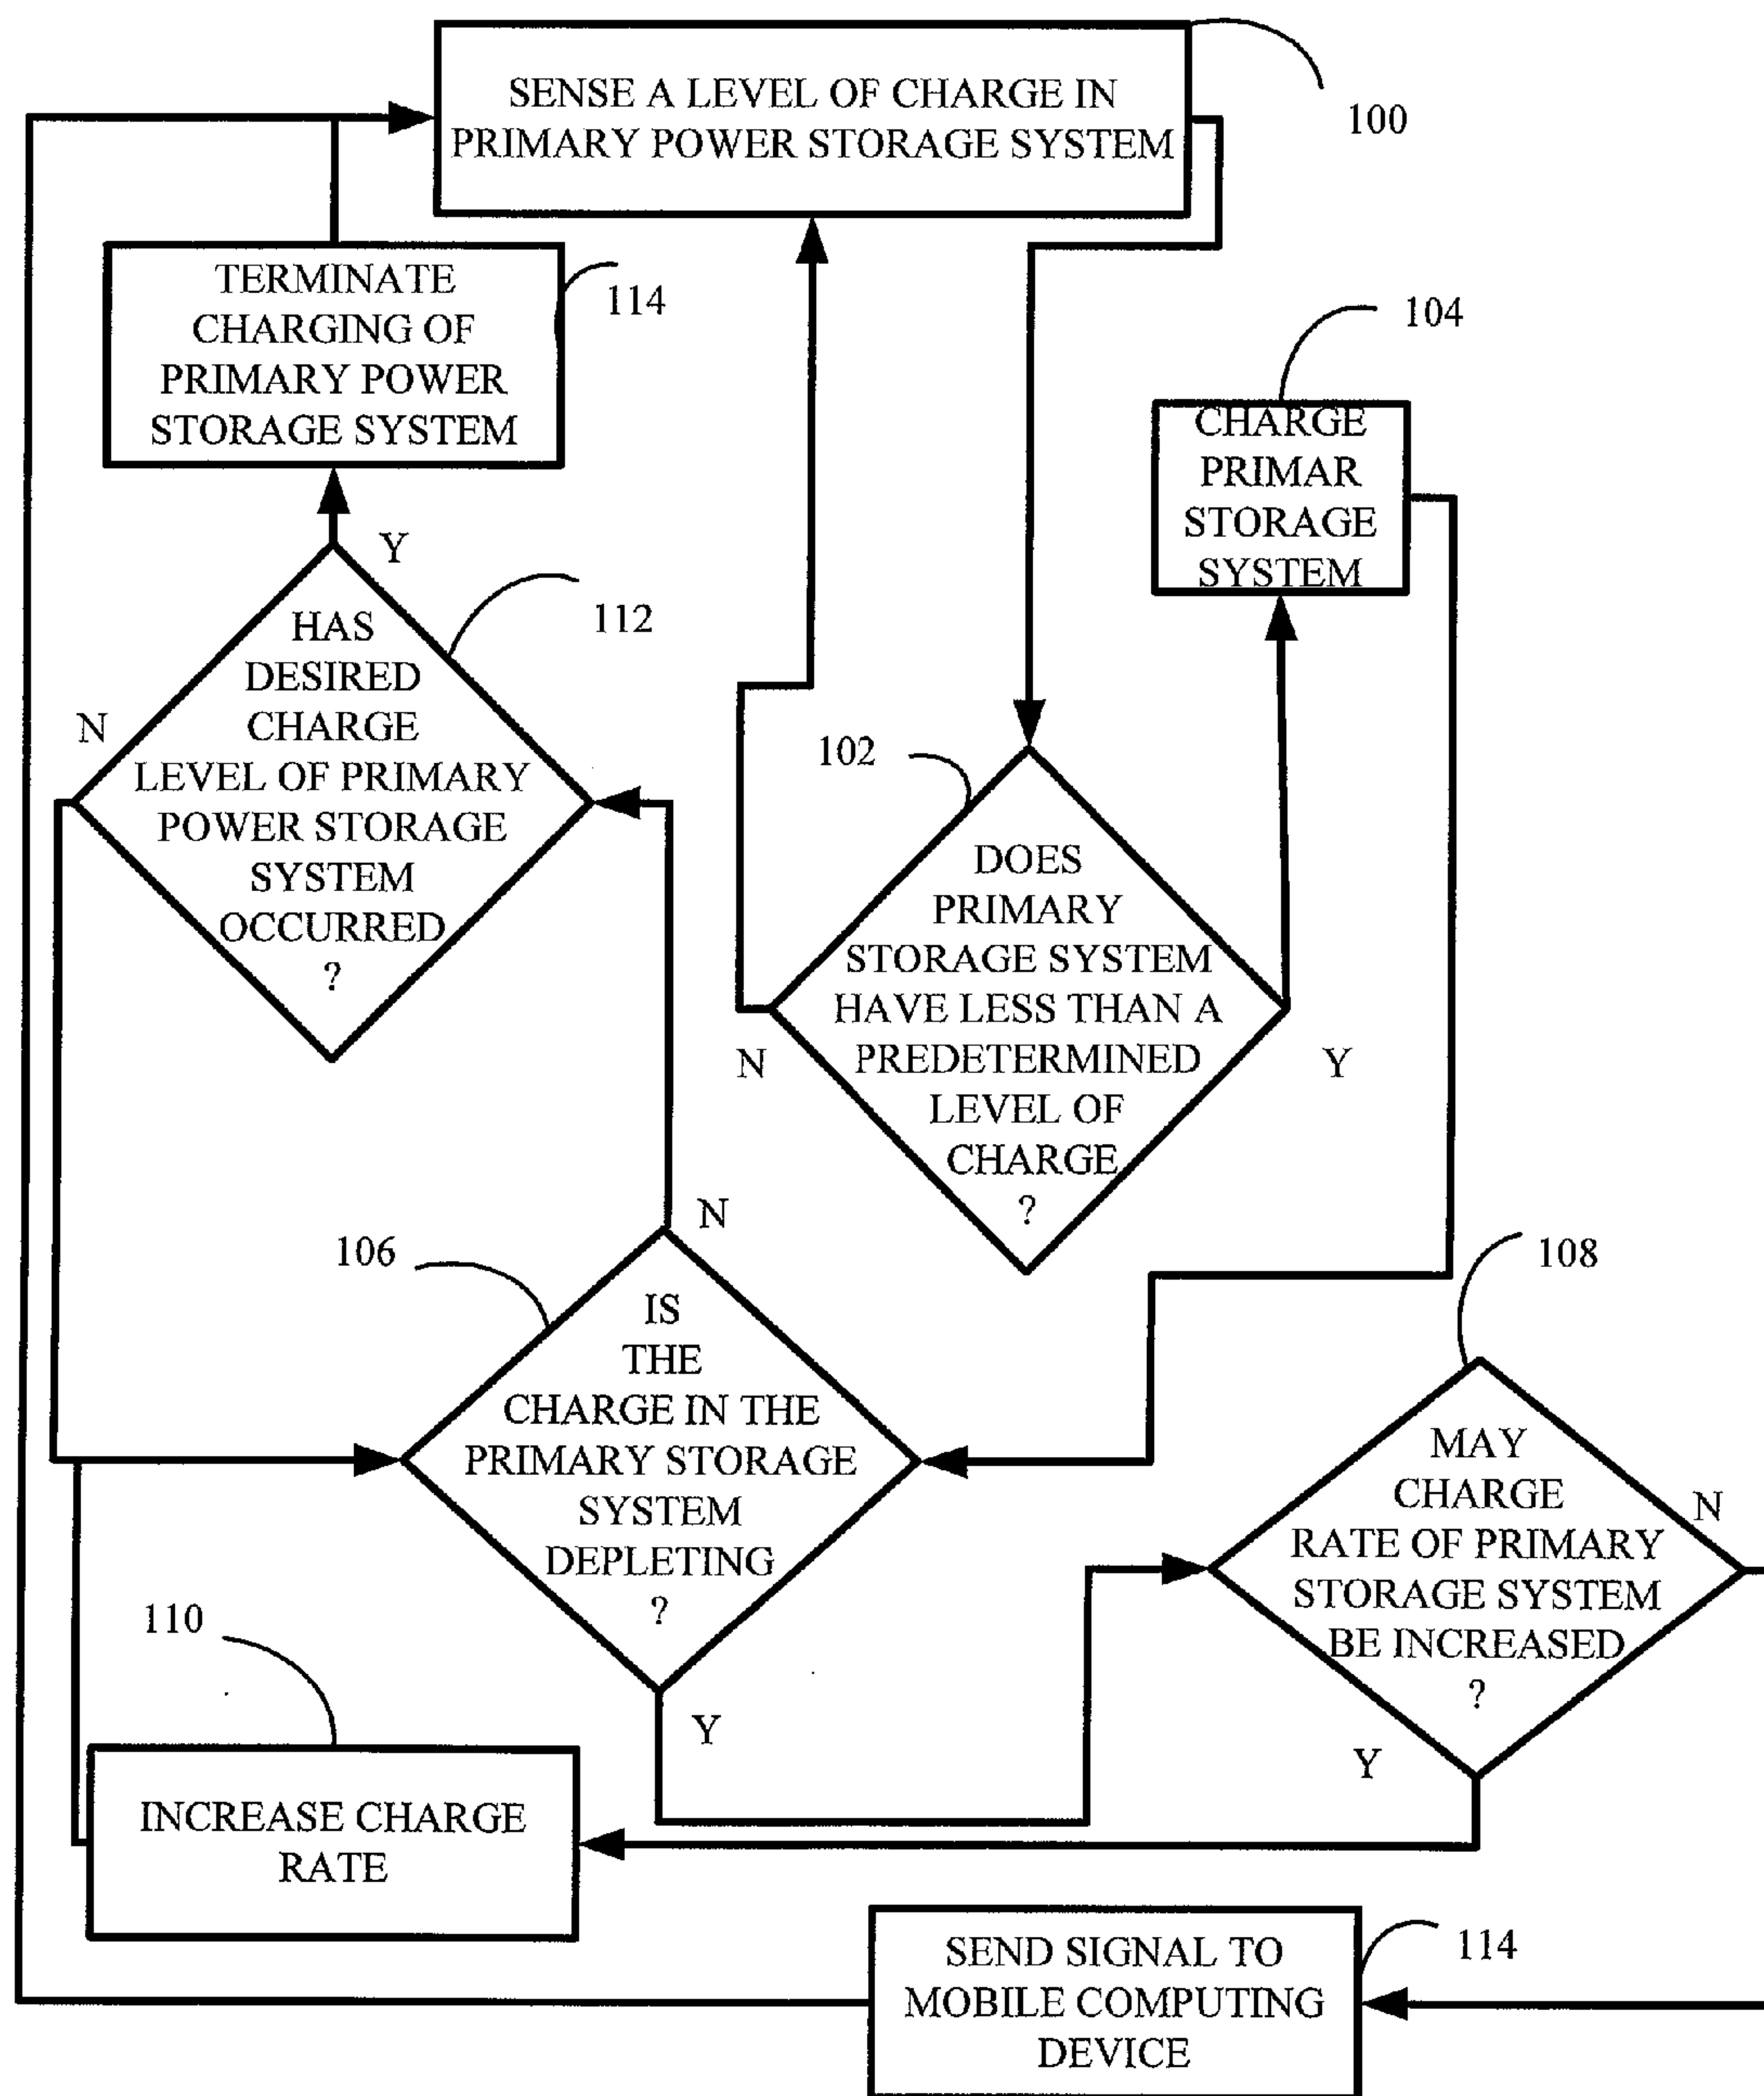 SENSE A LEVEL OF CHARGE IN
PRIMARY POWER STORAGE SYSTEM
100
TERMINATE
CHARGING OF
PRIMARY POWER
STORAGE SYSTEM
114
104
CHARGE
PRIMAR
STORAGE
SYSTEM
Y
112
HAS
DESIRED
CHARGE
LEVEL OF PRIMARY
POWER STORAGE
SYSTEM
OCCURRED
?
N
102
DOES
PRIMARY
STORAGE SYSTEM
HAVE LESS THAN A
PREDETERMINED
LEVEL OF
CHARGE
?
N
Y
N
106
IS
THE
CHARGE IN THE
PRIMARY STORAGE
SYSTEM
DEPLETING
?
Y
108
MAY
CHARGE
RATE OF PRIMARY
STORAGE SYSTEM
BE INCREASED
?
N
Y
110
INCREASE CHARGE
RATE
SEND SIGNAL TO
MOBILE COMPUTING
DEVICE
114